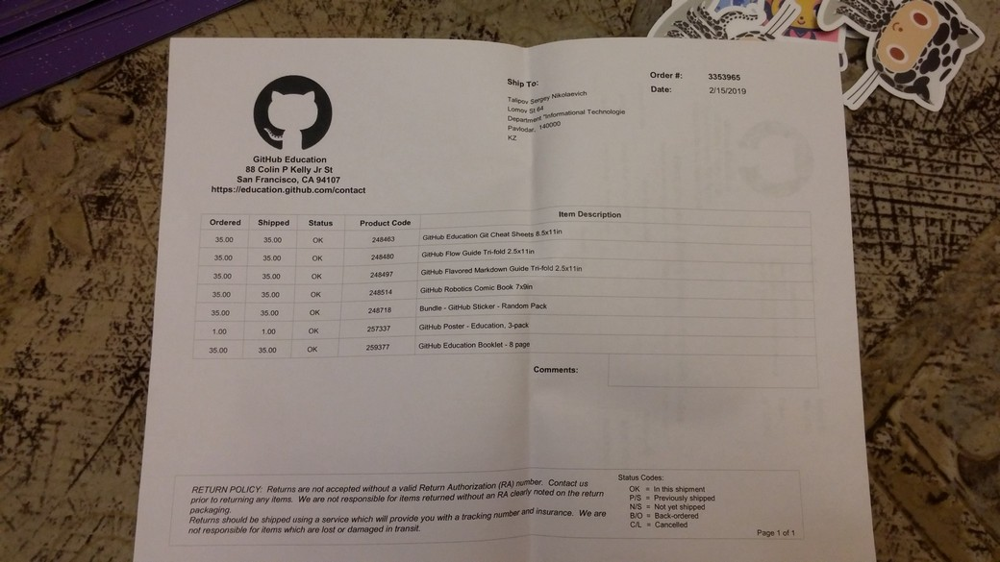 GitHub Education
88 Colin P Kelly Jr St
San Francisco, CA 94107
https://education.github.com/contact
Ship To:
Talipov Sergey Nikolaevich
Lomov St 64
Department "Informational Technologie
Pavlodar, 140000
KZ
Order #: 3353965
Date: 2/15/2019
Ordered Shipped Status Product Code Item Description
35.00 35.00 OK 248463 GitHub Education Git Cheat Sheets 8.5x11in
35.00 35.00 OK 248480 GitHub Flow Guide Tri-fold 2.5x11in
35.00 35.00 OK 248497 GitHub Flavored Markdown Guide Tri-fold 2.5x11in
35.00 35.00 OK 248514 GitHub Robotics Comic Book 7x9in
35.00 35.00 OK 248718 Bundle - GitHub Sticker - Random Pack
1.00 1.00 OK 257337 GitHub Poster - Education, 3-pack
35.00 35.00 OK 259377 GitHub Education Booklet - 8 page
Comments:
RETURN POLICY: Returns are not accepted without a valid Return Authorization (RA) number. Contact us
prior to returning any items. We are not responsible for items returned without an RA clearly noted on the return
packaging.
Returns should be shipped using a service which will provide you with a tracking number and insurance. We are
not responsible for items which are lost or damaged in transit.
Status Codes:
OK = In this shipment
P/S = Previously shipped
N/S = Not yet shipped
B/O = Back-ordered
C/L = Cancelled
Page 1 of 1